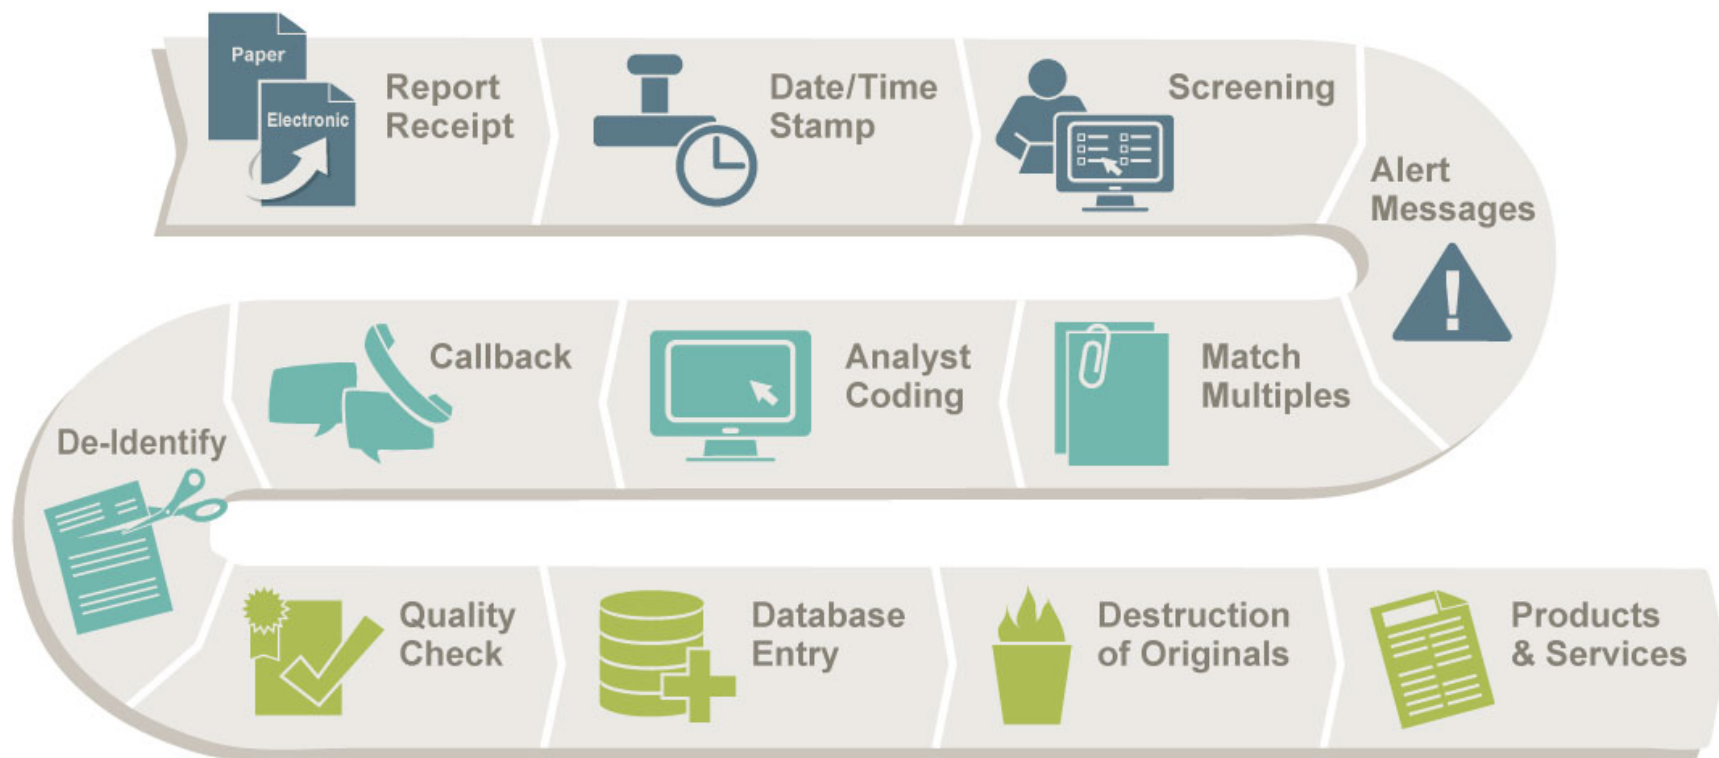 Paper
Electronic
Report
Receipt
Date/Time
Stamp
Screening
Alert
Messages
Match
Multiples
Analyst
Coding
Callback
De-Identify
Quality
Check
Database
Entry
Destruction
of Originals
Products
& Services